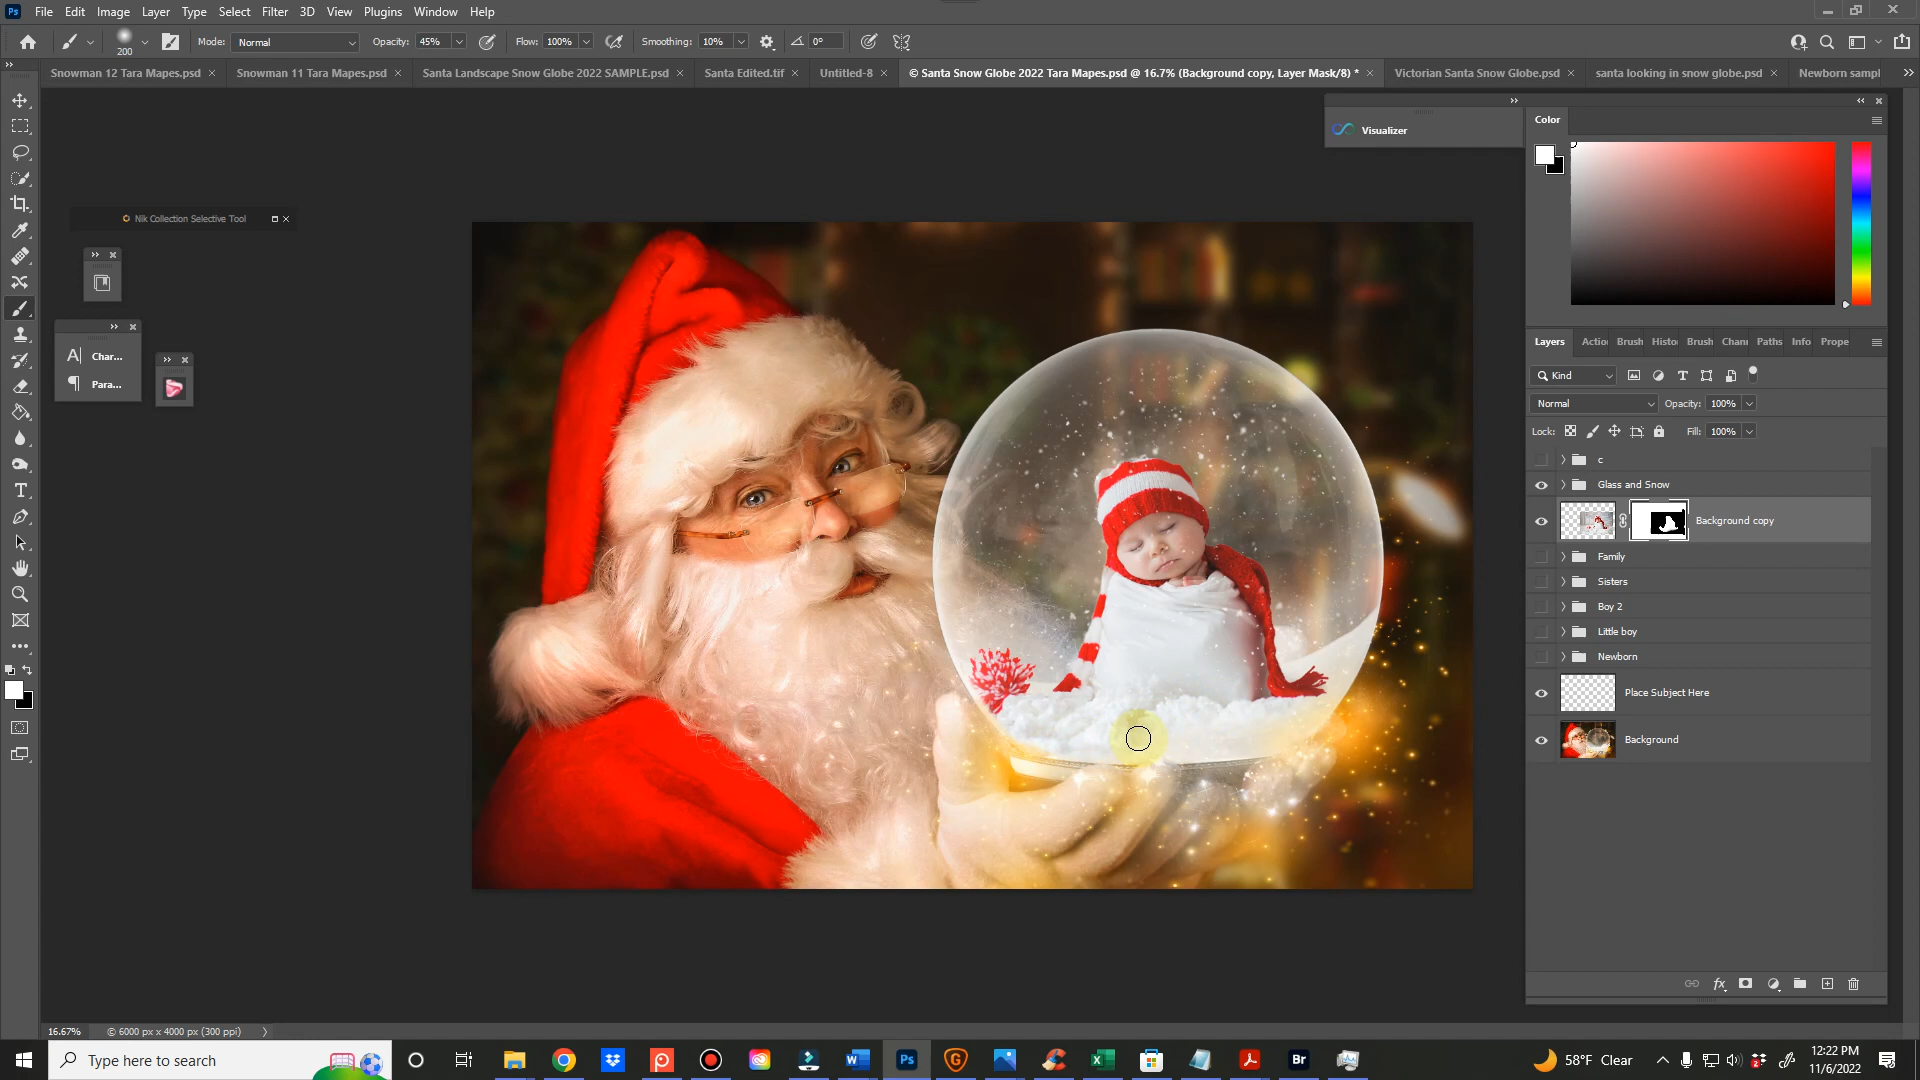 Ps File Edit Image Layer Type Select Filter 3D View Plugins Window Help
200 Mode: Normal Opacity: 45% Flow: 100% Smoothing: 10% 0°
Snowman 12 Tara Mapes.psd × Snowman 11 Tara Mapes.psd × Santa Landscape Snow Globe 2022 SAMPLE.psd × Santa Edited.tif × Untitled-8 × © Santa Snow Globe 2022 Tara Mapes.psd @ 16.7% (Background copy, Layer Mask/8) * × Victorian Santa Snow Globe.psd × santa looking in snow globe.psd × Newborn sampl
Visualizer
Color
Nik Collection Selective Tool
Char...
Para...
Layers Action Brush Histo Brush Chann Paths Info Prope
Kind
Normal Opacity: 100%
Lock: Fill: 100%
c
Glass and Snow
Background copy
Family
Sisters
Boy 2
Little boy
Newborn
Place Subject Here
Background
fx
16.67% © 6000 px x 4000 px (300 ppi)
Type here to search
Ps
Br
58°F Clear
12:22 PM
11/6/2022